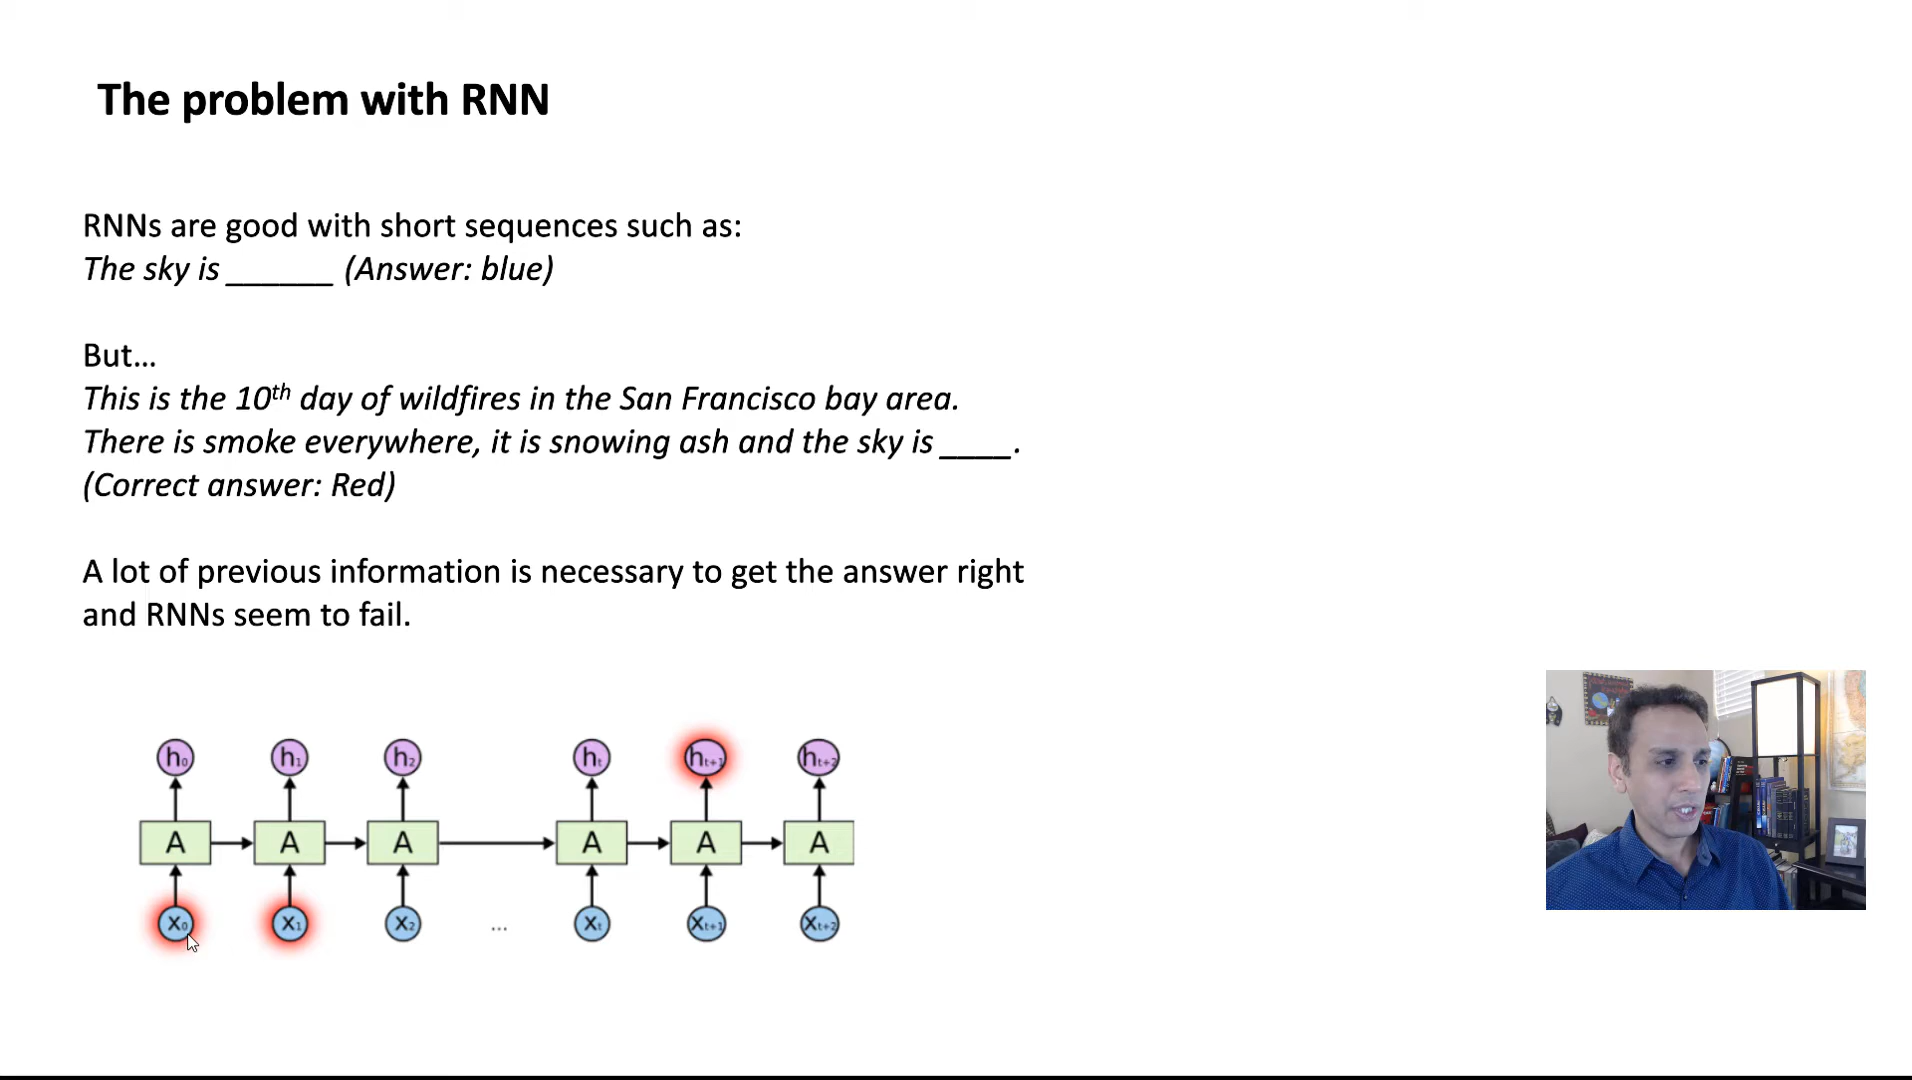 The problem with RNN
RNNs are good with short sequences such as:
The sky is ______ (Answer: blue)
But...
This is the 10th day of wildfires in the San Francisco bay area.
There is smoke everywhere, it is snowing ash and the sky is ____.
(Correct answer: Red)
A lot of previous information is necessary to get the answer right
and RNNs seem to fail.
h0 h1 h2 ht ht+1 ht+2
A A A A A A
x0 x1 x2 ... xt xt+1 xt+2